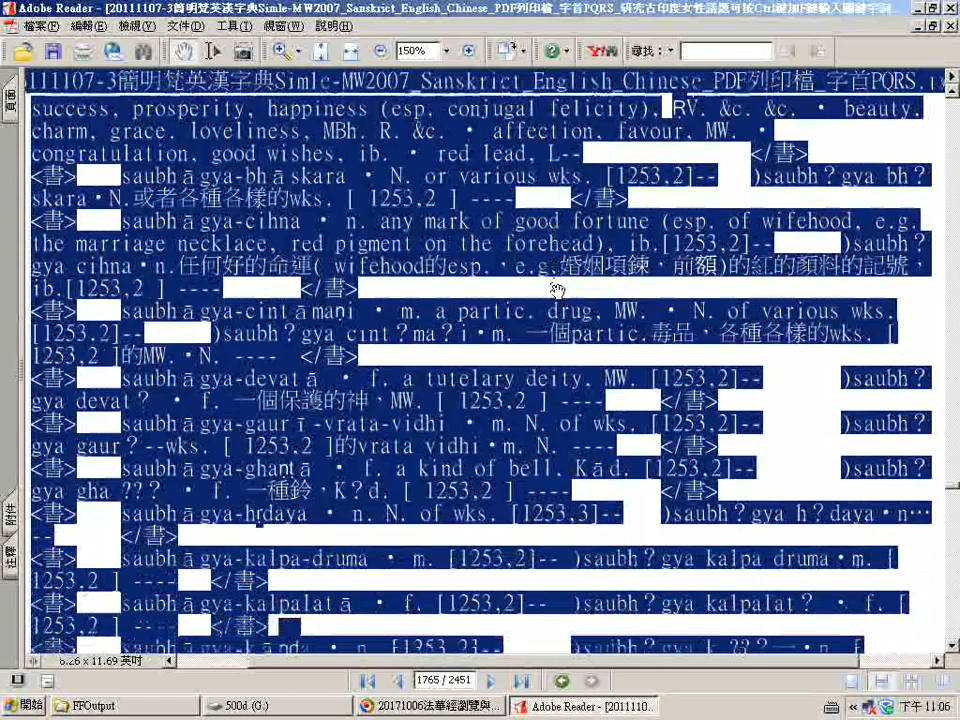 Adobe Reader - [20111107-3簡明梵英漢字典Simle-MW2007_Sanskrit_English_Chinese_PDF列印檔_字首PQRS_研究古印度女性話題可按Ctrl鍵加F鍵輸入關鍵字詞
檔案(F) 編輯(E) 檢視(V) 文件(D) 工具(T) 視窗(W) 說明(H)
150% Y! 尋找：
頁面
111107-3簡明梵英漢字典Simle-MW2007_Sanskrit_English_Chinese_PDF列印檔_字首PQRS.tx
success, prosperity, happiness (esp. conjugal felicity), RV. &c. &c. • beauty,
charm, grace. loveliness, MBh. R. &c. • affection, favour, MW. •
congratulation, good wishes, ib. • red lead, L-- </書>
<書> saubhāgya-bhāskara • N. or various wks. [1253,2]-- )saubh?gya bh?
skara•N.或者各種各樣的wks. [ 1253,2 ] ---- </書>
<書> saubhāgya-cihna • n. any mark of good fortune (esp. of wifehood, e.g.
the marriage necklace, red pigment on the forehead), ib.[1253,2]-- )saubh?
gya cihna•n.任何好的命運( wifehood的esp.，e.g.婚姻項鍊，前額)的紅的顏料的記號，
ib.[1253,2 ] ---- </書>
<書> saubhāgya-cintāmaṇi • m. a partic. drug, MW. • N. of various wks.
[1253,2]-- )saubh?gya cint?ma?i•m. 一個partic.毒品、各種各樣的wks. [
1253,2 ]的MW.•N. ---- </書>
<書> saubhāgya-devatā • f. a tutelary deity, MW. [1253,2]-- )saubh?
gya devat? • f. 一個保護的神，MW. [ 1253,2 ] ---- </書>
<書> saubhāgya-gaurī-vrata-vidhi • m. N. of wks. [1253,2]-- )saubh?
gya gaur?--wks. [ 1253,2 ]的vrata vidhi•m. N. ---- </書>
<書> saubhāgya-ghaṇṭā • f. a kind of bell, Kād. [1253,2]-- )saubh?
gya gha ??? • f. 一種鈴，K?d. [ 1253,2 ] ---- </書>
<書> saubhāgya-hṛdaya • n. N. of wks. [1253,3]-- )saubh?gya h?daya•n…
-- </書>
<書> saubhāgya-kalpa-druma • m. [1253,2]-- )saubh?gya kalpa druma•m. [
1253,2 ] ---- </書>
<書> saubhāgya-kalpalatā • f. [1253,2]-- )saubh?gya kalpalat? • f. [
1253,2 ] ---- </書>
附件
註釋
8.26 x 11.69 英吋
1765 / 2451
開始 FFOutput 500d (G:) 20171006法華經瀏覽與... Adobe Reader - [2011110... 下午 11:06